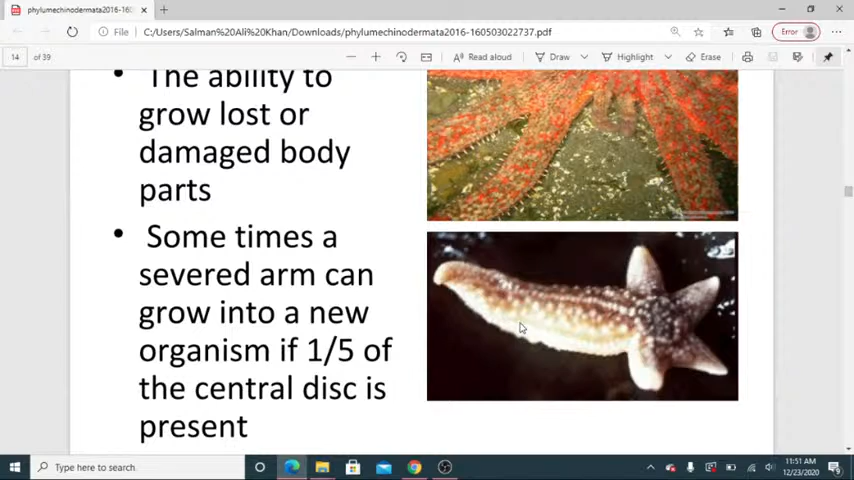 phylumechinodermata2016-160
File
C:/Users/Salman%20Ali%20Khan/Downloads/phylumechinodermata2016-160503022737.pdf
Error
14 of 39
Read aloud
Draw
Highlight
Erase
• The ability to
grow lost or
damaged body
parts
• Some times a
severed arm can
grow into a new
organism if 1/5 of
the central disc is
present
Type here to search
11:51 AM
12/23/2020